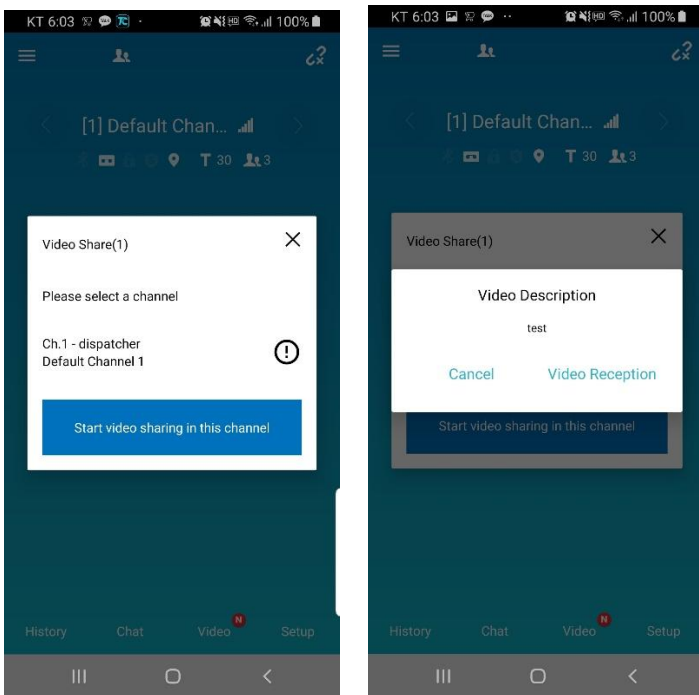 KT 6:03
100%
[1] Default Chan...
T 30
3
Video Share(1)
Please select a channel
Ch.1 - dispatcher
Default Channel 1
Start video sharing in this channel
N
History Chat Video Setup
KT 6:03
100%
[1] Default Chan...
T 30
3
Video Share(1)
Video Description
test
Cancel Video Reception
Start video sharing in this channel
N
History Chat Video Setup